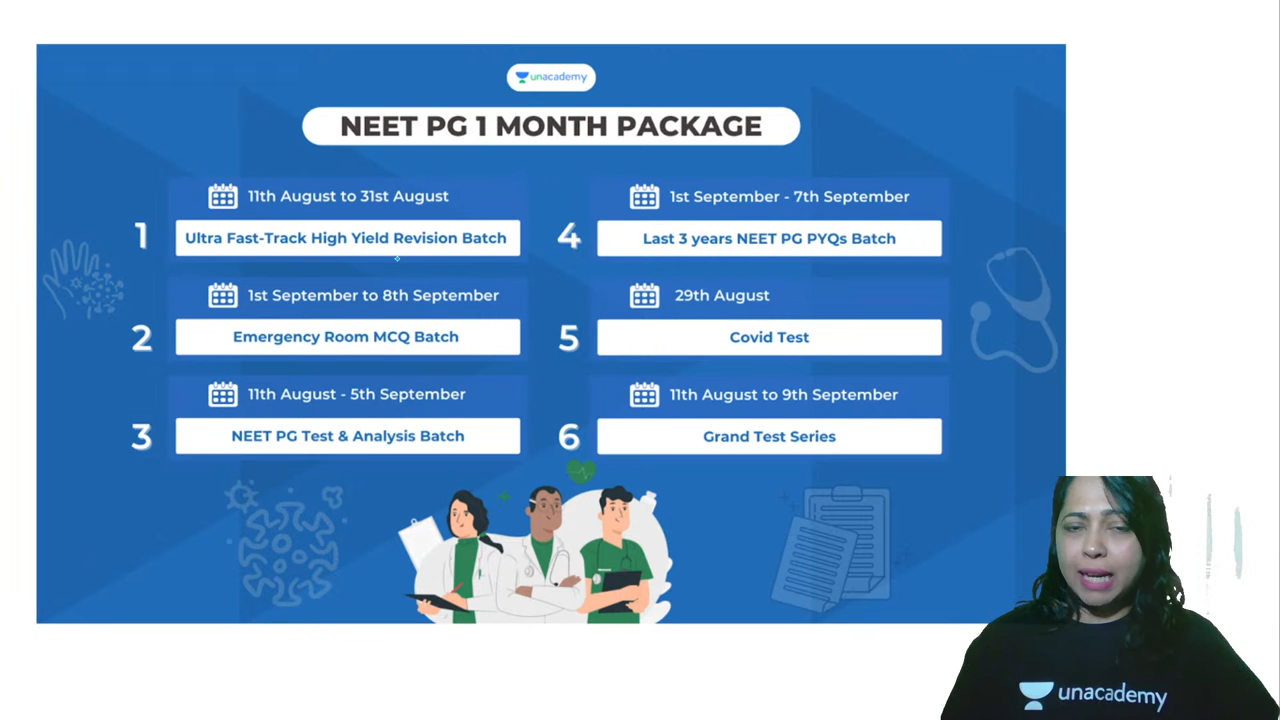 unacademy
NEET PG 1 MONTH PACKAGE
11th August to 31st August
1
Ultra Fast-Track High Yield Revision Batch
1st September to 8th September
2
Emergency Room MCQ Batch
11th August - 5th September
3
NEET PG Test & Analysis Batch
1st September - 7th September
4
Last 3 years NEET PG PYQs Batch
29th August
5
Covid Test
11th August to 9th September
6
Grand Test Series
unacademy